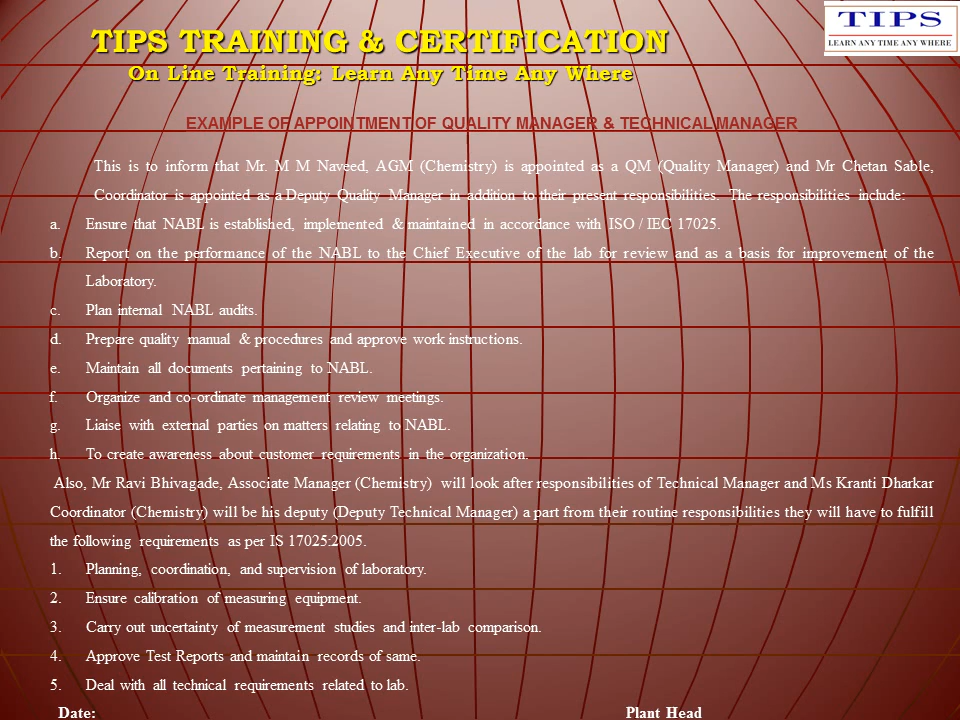 TIPS TRAINING & CERTIFICATION
On Line Training: Learn Any Time Any Where
TIPS
LEARN ANY TIME ANY WHERE
EXAMPLE OF APPOINTMENT OF QUALITY MANAGER & TECHNICAL MANAGER
This is to inform that Mr. M M Naveed, AGM (Chemistry) is appointed as a QM (Quality Manager) and Mr Chetan Sable,
Coordinator is appointed as a Deputy Quality Manager in addition to their present responsibilities. The responsibilities include:
a. Ensure that NABL is established, implemented & maintained in accordance with ISO / IEC 17025.
b. Report on the performance of the NABL to the Chief Executive of the lab for review and as a basis for improvement of the
Laboratory.
c. Plan internal NABL audits.
d. Prepare quality manual & procedures and approve work instructions.
e. Maintain all documents pertaining to NABL.
f. Organize and co-ordinate management review meetings.
g. Liaise with external parties on matters relating to NABL.
h. To create awareness about customer requirements in the organization.
Also, Mr Ravi Bhivagade, Associate Manager (Chemistry) will look after responsibilities of Technical Manager and Ms Kranti Dharkar
Coordinator (Chemistry) will be his deputy (Deputy Technical Manager) a part from their routine responsibilities they will have to fulfill
the following requirements as per IS 17025:2005.
1. Planning, coordination, and supervision of laboratory.
2. Ensure calibration of measuring equipment.
3. Carry out uncertainty of measurement studies and inter-lab comparison.
4. Approve Test Reports and maintain records of same.
5. Deal with all technical requirements related to lab.
Date: Plant Head